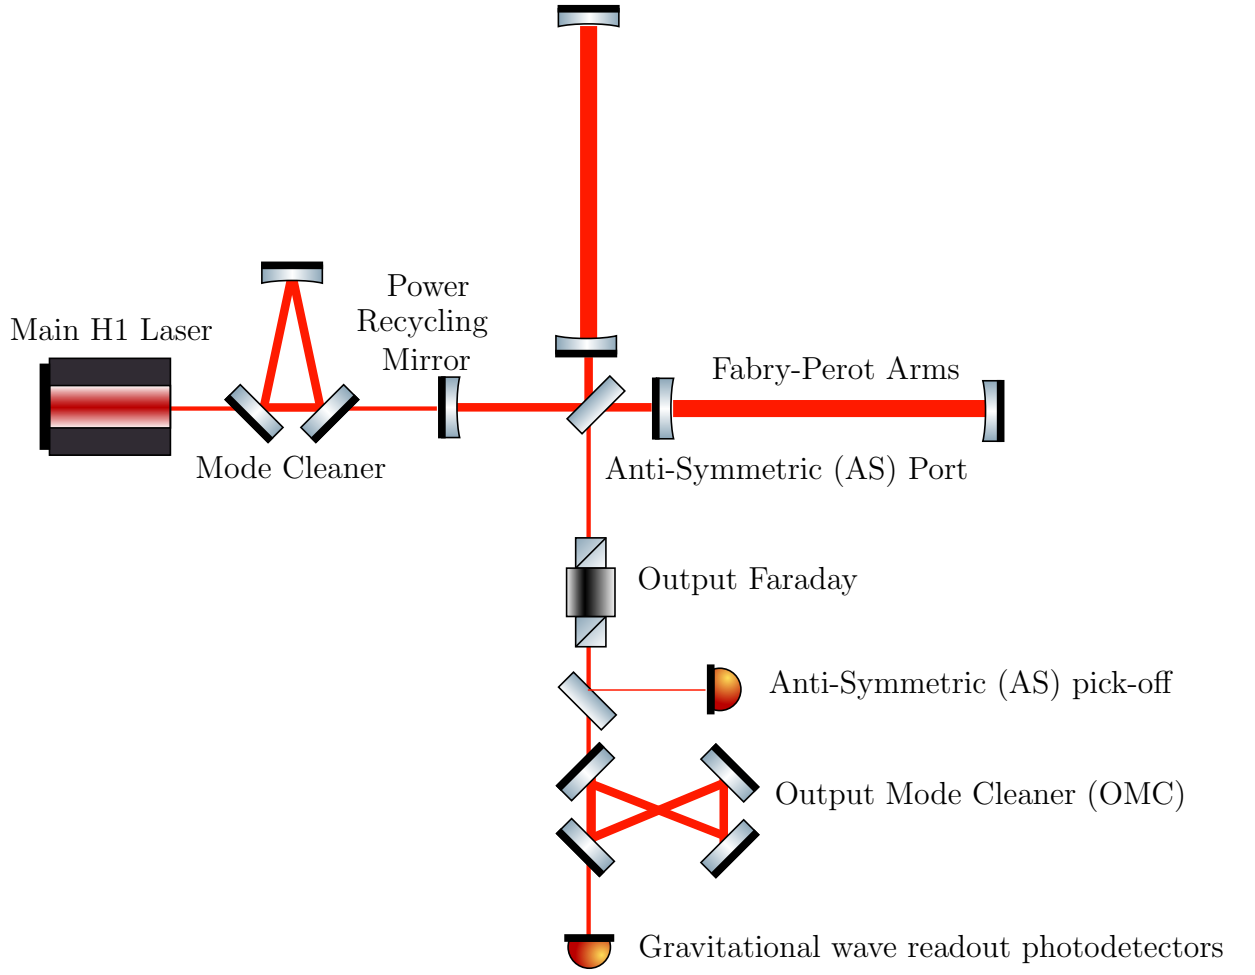 Power
Recycling
Mirror
Main H1 Laser
Fabry-Perot Arms
Mode Cleaner
Anti-Symmetric (AS) Port
Output Faraday
Anti-Symmetric (AS) pick-off
Output Mode Cleaner (OMC)
Gravitational wave readout photodetectors